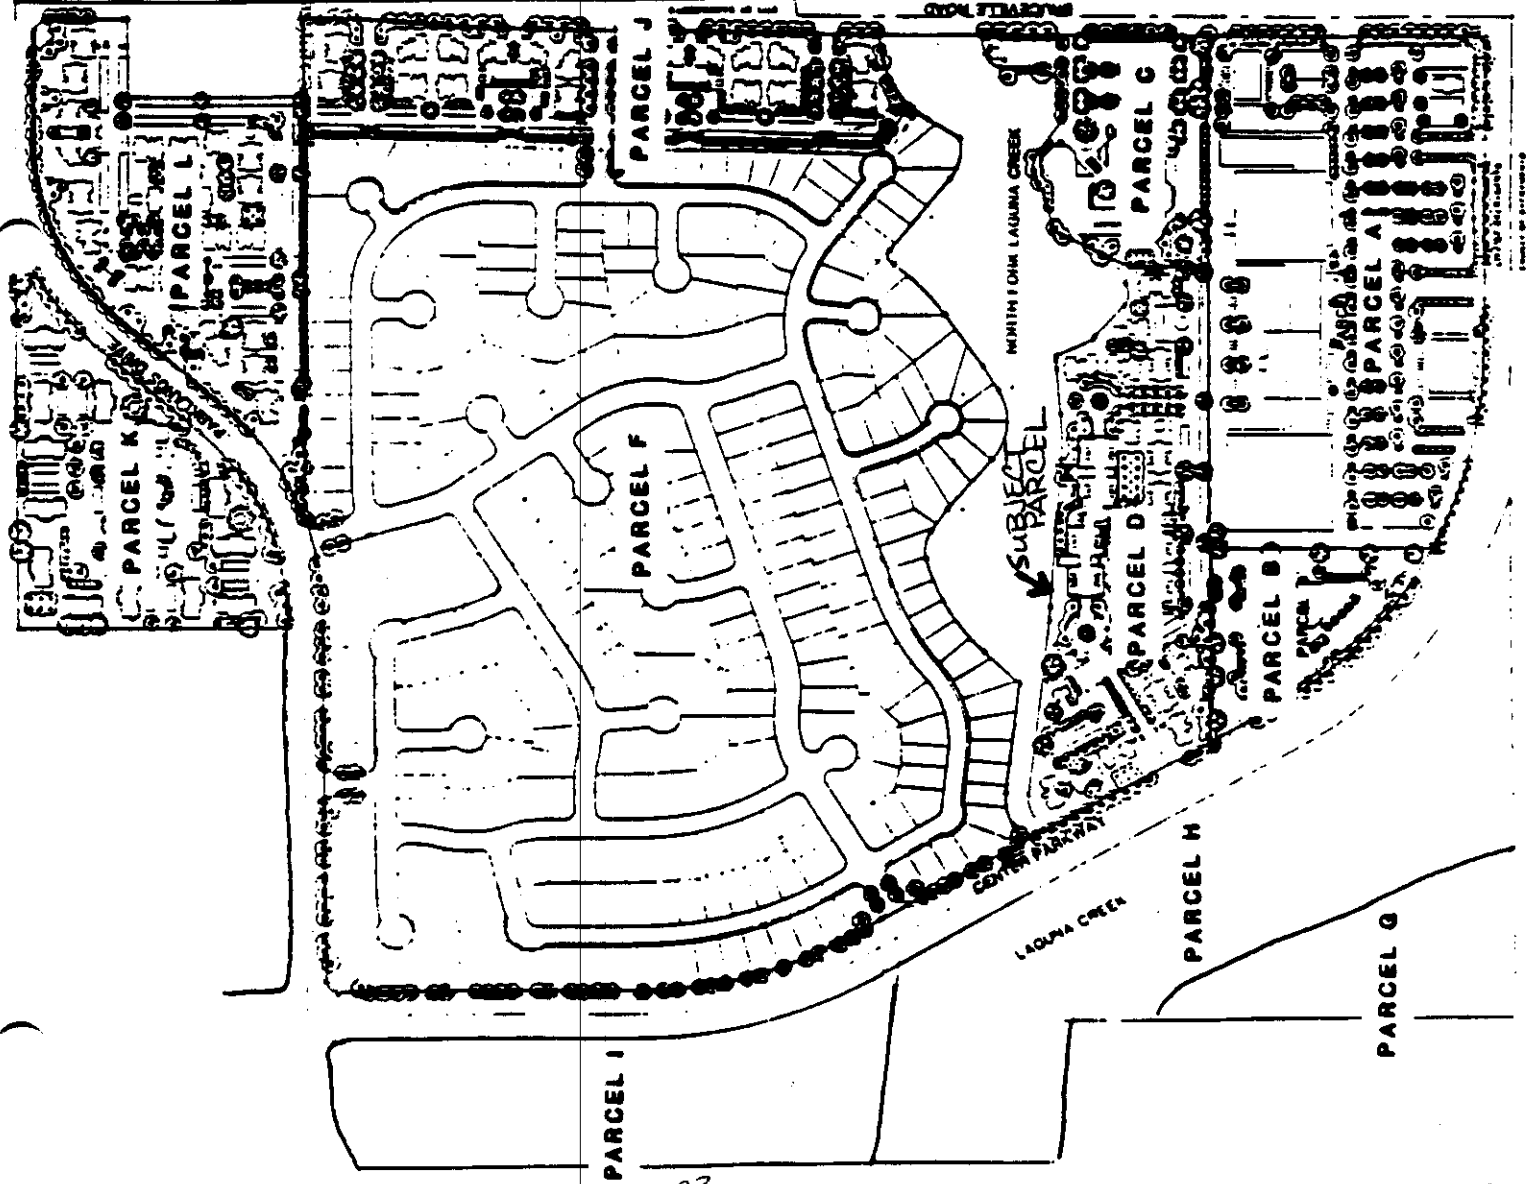 BRUCEVILLE ROAD
PARCEL J
PARCEL C
PARCEL L
NORTH FORK LAGUNA CREEK
PARCEL A
PARCEL K
PARCEL F
SUBJECT
PARCEL
PARCEL D
PARCEL B
PARCEL
CENTER PARKWAY
LAGUNA CREEK
PARCEL H
PARCEL G
PARCEL I